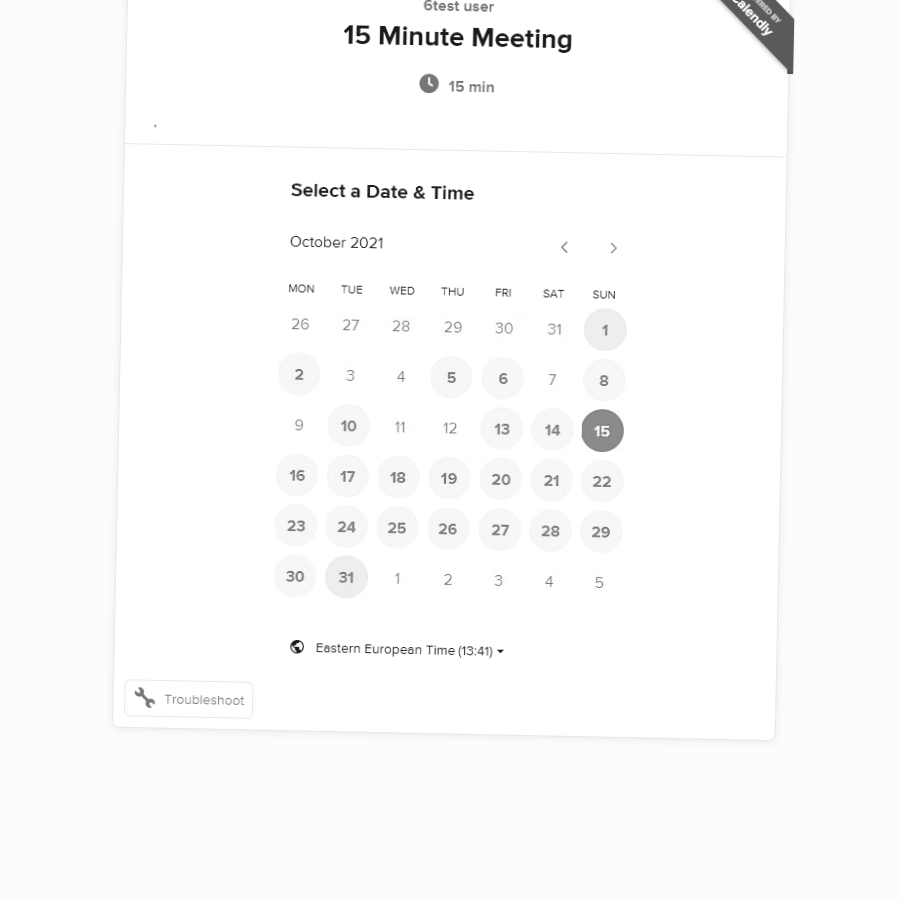 6test user
15 Minute Meeting
15 min
Calendly
Select a Date & Time
October 2021
MON TUE WED THU FRI SAT SUN
26 27 28 29 30 31 1
2 3 4 5 6 7 8
9 10 11 12 13 14 15
16 17 18 19 20 21 22
23 24 25 26 27 28 29
30 31 1 2 3 4 5
Eastern European Time (13:41)
Troubleshoot